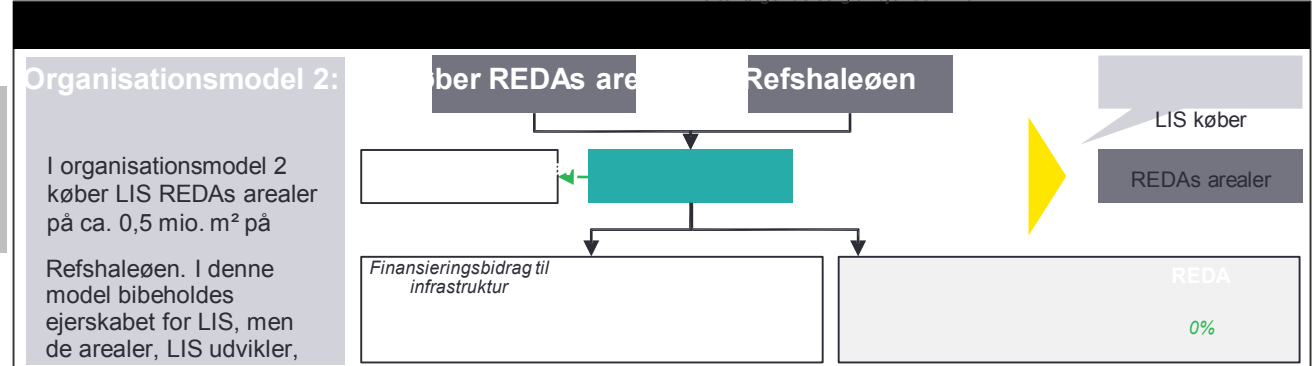 Organisationsmodel 2:
ber REDAs are
Refshaleøen
LIS køber
REDAs arealer
I organisationsmodel 2
køber LIS REDAs arealer
på ca. 0,5 mio. m² på
Refshaleøen. I denne
model bibeholdes
ejerskabet for LIS, men
de arealer, LIS udvikler,
Finansieringsbidrag til
infrastruktur
REDA
0%